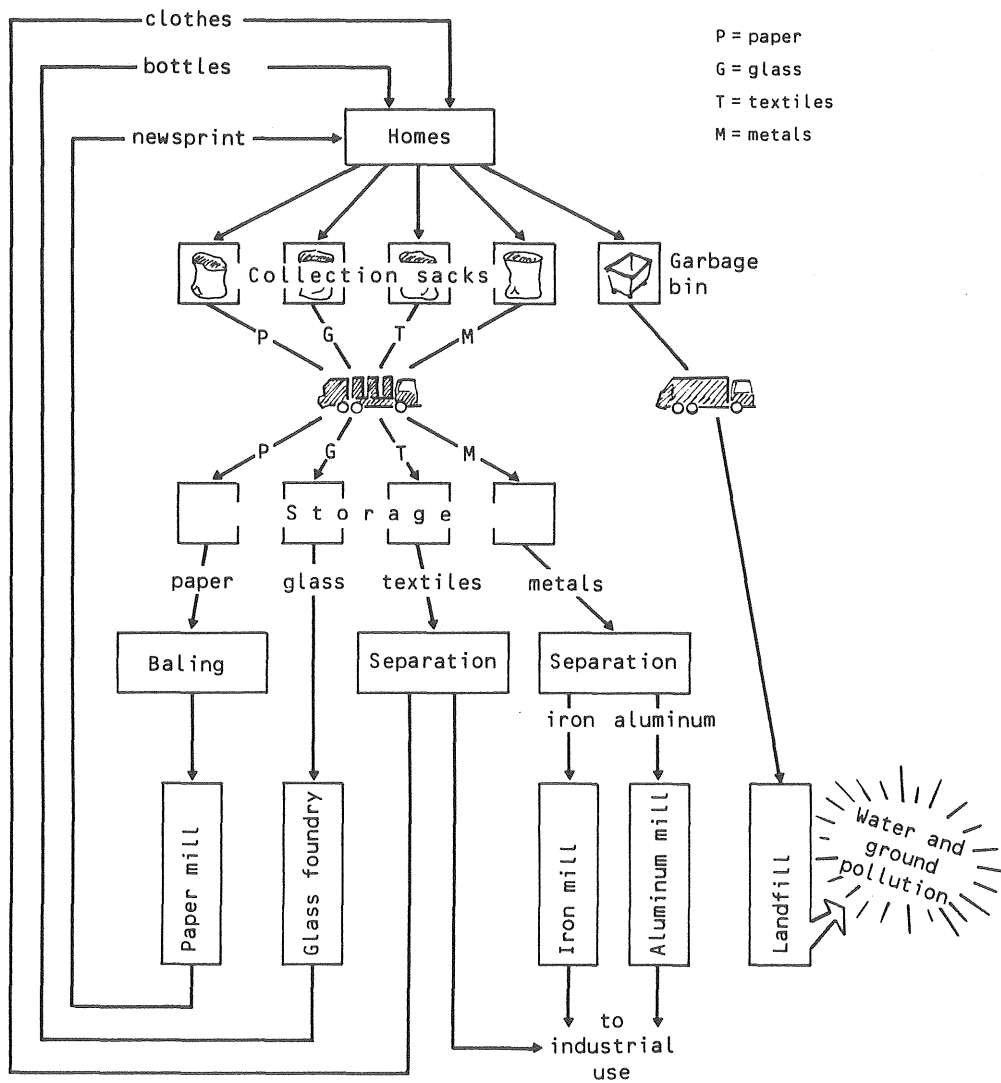 clothes
bottles
newsprint
Homes
P = paper
G = glass
T = textiles
M = metals
Collection sacks
Garbage
bin
P G T M
P G T M
Storage
paper glass textiles metals
Baling
Separation
Separation
iron aluminum
Paper mill
Glass foundry
Iron mill
Aluminum mill
Landfill
Water and
ground
pollution
to
industrial
use